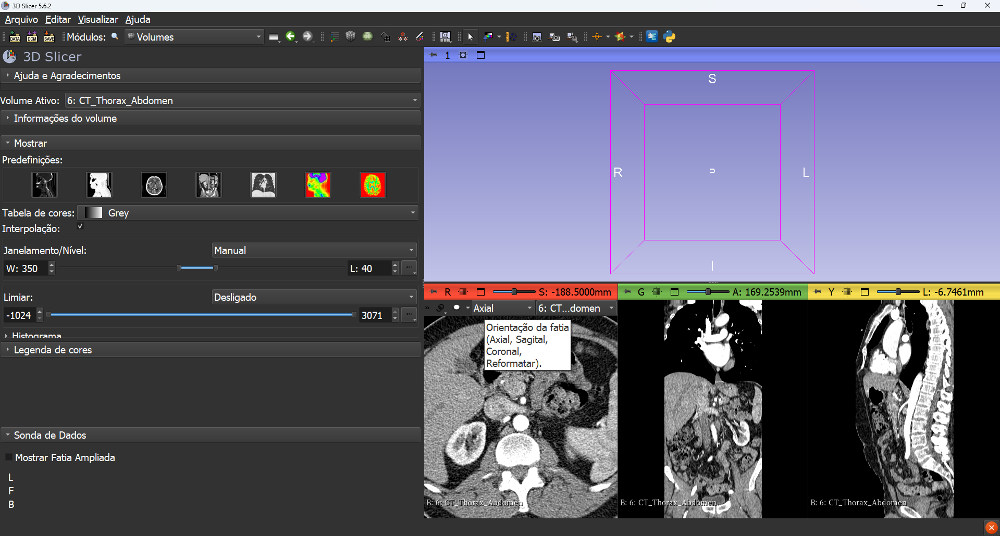 3D Slicer 5.6.2
Arquivo Editar Visualizar Ajuda
DATA DCM SAVE Módulos: Volumes
3D Slicer
Ajuda e Agradecimentos
Volume Ativo: 6: CT_Thorax_Abdomen
Informações do volume
Mostrar
Predefinições:
Tabela de cores: Grey
Interpolação:
Janelamento/Nível: Manual
W: 350 L: 40
Limiar: Desligado
-1024 3071
Histograma
Legenda de cores
Sonda de Dados
Mostrar Fatia Ampliada
L
F
B
1
S
R P L
I
R S: -188.5000mm
Axial 6: CT...domen
Orientação da fatia
(Axial, Sagital,
Coronal,
Reformatar).
B: 6: CT_Thorax_Abdomen
G A: 169.2539mm
B: 6: CT_Thorax_Abdomen
Y L: -6.7461mm
B: 6: CT_Thorax_Abdomen